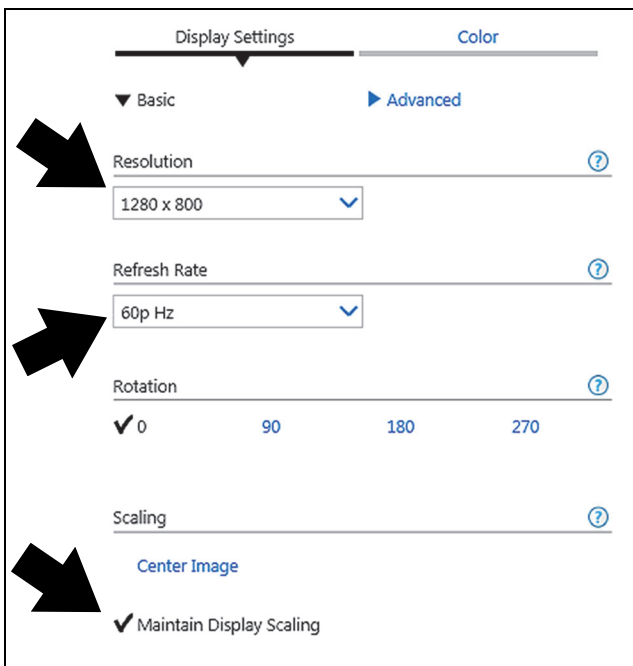 Display Settings Color
Basic Advanced
Resolution ?
1280 x 800
Refresh Rate ?
60p Hz
Rotation ?
0 90 180 270
Scaling ?
Center Image
Maintain Display Scaling